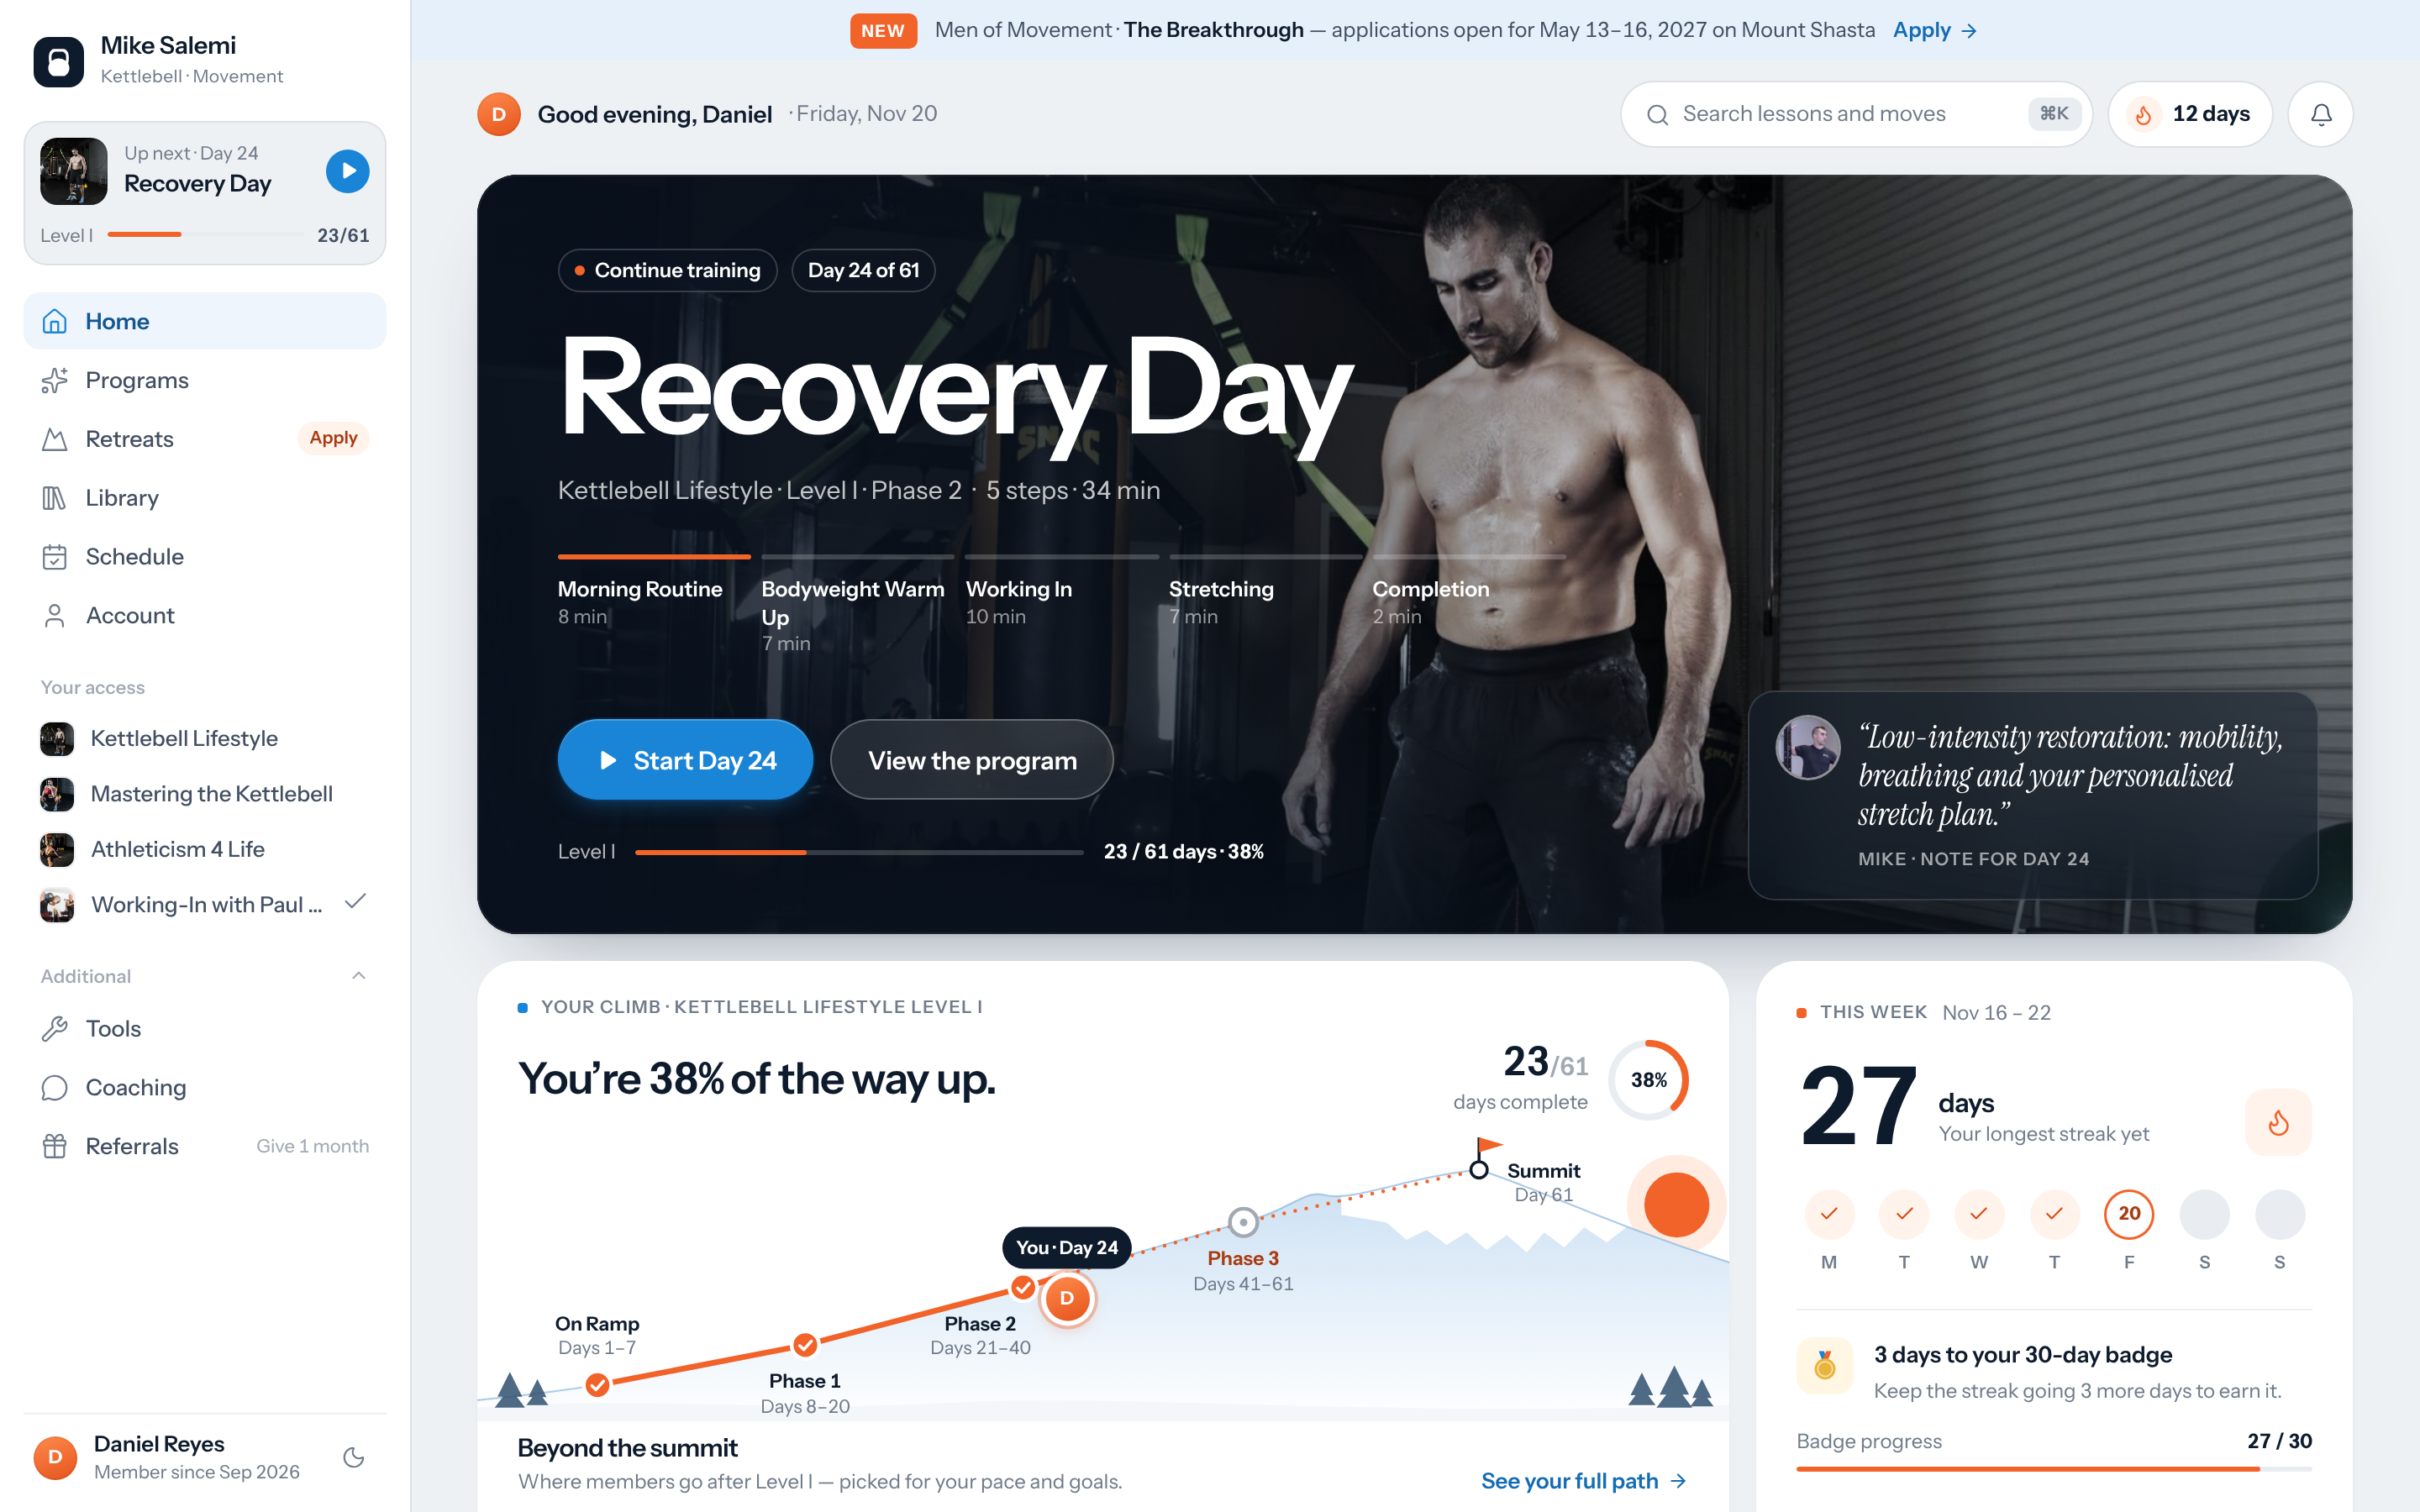 Mike Salemi
Kettlebell · Movement
Up next · Day 24
Recovery Day
Level I
23/61
Home
Programs
Retreats
Apply
Library
Schedule
Account
Your access
Kettlebell Lifestyle
Mastering the Kettlebell
Athleticism 4 Life
Working-In with Paul ...
Additional
Tools
Coaching
Referrals
Give 1 month
D
Daniel Reyes
Member since Sep 2026
NEW
Men of Movement · The Breakthrough — applications open for May 13–16, 2027 on Mount Shasta
Apply →
D
Good evening, Daniel · Friday, Nov 20
Search lessons and moves
⌘K
12 days
Continue training
Day 24 of 61
Recovery Day
SNAC
Kettlebell Lifestyle · Level I · Phase 2 · 5 steps · 34 min
Morning Routine
8 min
Bodyweight Warm
Up
7 min
Working In
10 min
Stretching
7 min
Completion
2 min
Start Day 24
View the program
Level I
23 / 61 days · 38%
“Low-intensity restoration: mobility,
breathing and your personalised
stretch plan.”
MIKE · NOTE FOR DAY 24
YOUR CLIMB · KETTLEBELL LIFESTYLE LEVEL I
You’re 38% of the way up.
23/61
days complete
38%
Summit
Day 61
You · Day 24
D
Phase 3
Days 41–61
On Ramp
Days 1–7
Phase 2
Days 21–40
Phase 1
Days 8–20
Beyond the summit
Where members go after Level I — picked for your pace and goals.
See your full path →
THIS WEEK Nov 16 – 22
27
days
Your longest streak yet
20
M T W T F S S
3 days to your 30-day badge
Keep the streak going 3 more days to earn it.
Badge progress
27 / 30